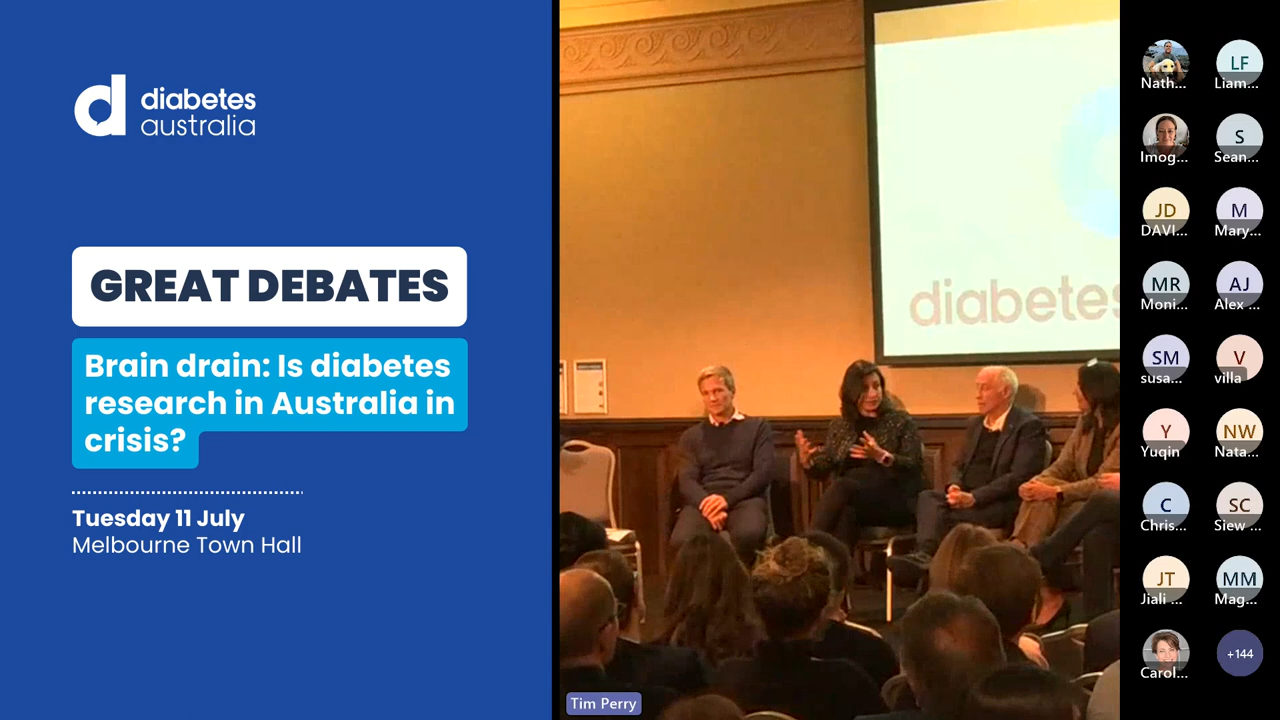 diabetes
australia
GREAT DEBATES
Brain drain: Is diabetes
research in Australia in
crisis?
Tuesday 11 July
Melbourne Town Hall
diabetes
Tim Perry
Nath...
LF
Liam...
Imog...
S
Sean...
JD
DAVI...
M
Mary...
MR
Moni...
AJ
Alex ...
SM
susa...
V
villa
Y
Yuqin
NW
Nata...
C
Chris...
SC
Siew ...
JT
Jiali ...
MM
Mag...
Carol...
+144